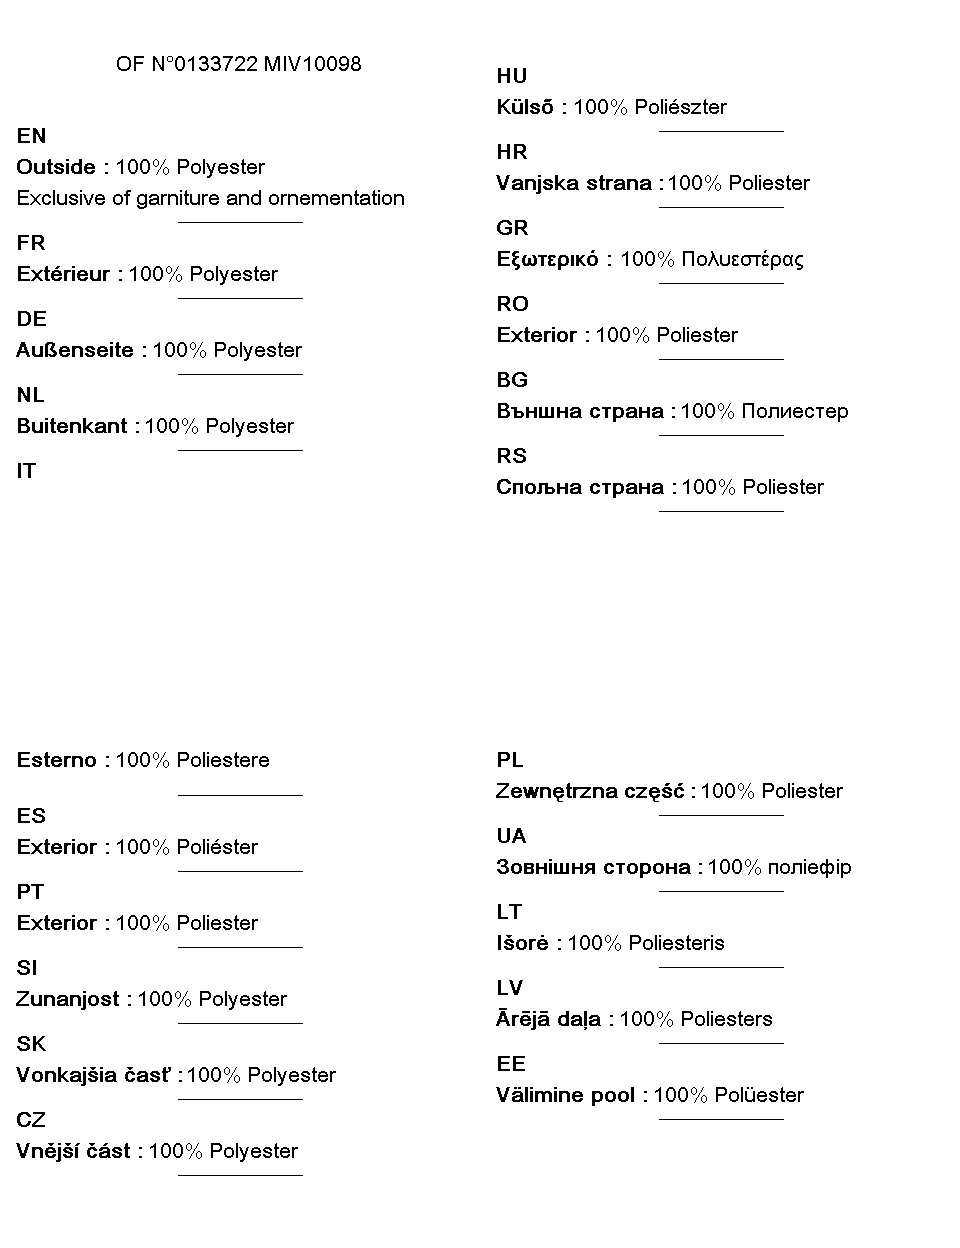 OF N°0133722 MIV10098
EN
Outside : 100% Polyester
Exclusive of garniture and ornementation
FR
Extérieur : 100% Polyester
DE
Außenseite : 100% Polyester
NL
Buitenkant : 100% Polyester
IT
Esterno : 100% Poliestere
ES
Exterior : 100% Poliéster
PT
Exterior : 100% Poliester
SI
Zunanjost : 100% Polyester
SK
Vonkajšia časť : 100% Polyester
CZ
Vnější část : 100% Polyester
HU
Külső : 100% Poliészter
HR
Vanjska strana : 100% Poliester
GR
Εξωτερικό : 100% Πολυεστέρας
RO
Exterior : 100% Poliester
BG
Външна страна : 100% Полиестер
RS
Спољна страна : 100% Poliester
PL
Zewnętrzna część : 100% Poliester
UA
Зовнішня сторона : 100% поліефір
LT
Išorė : 100% Poliesteris
LV
Ārējā daļa : 100% Poliesters
EE
Välimine pool : 100% Polüester